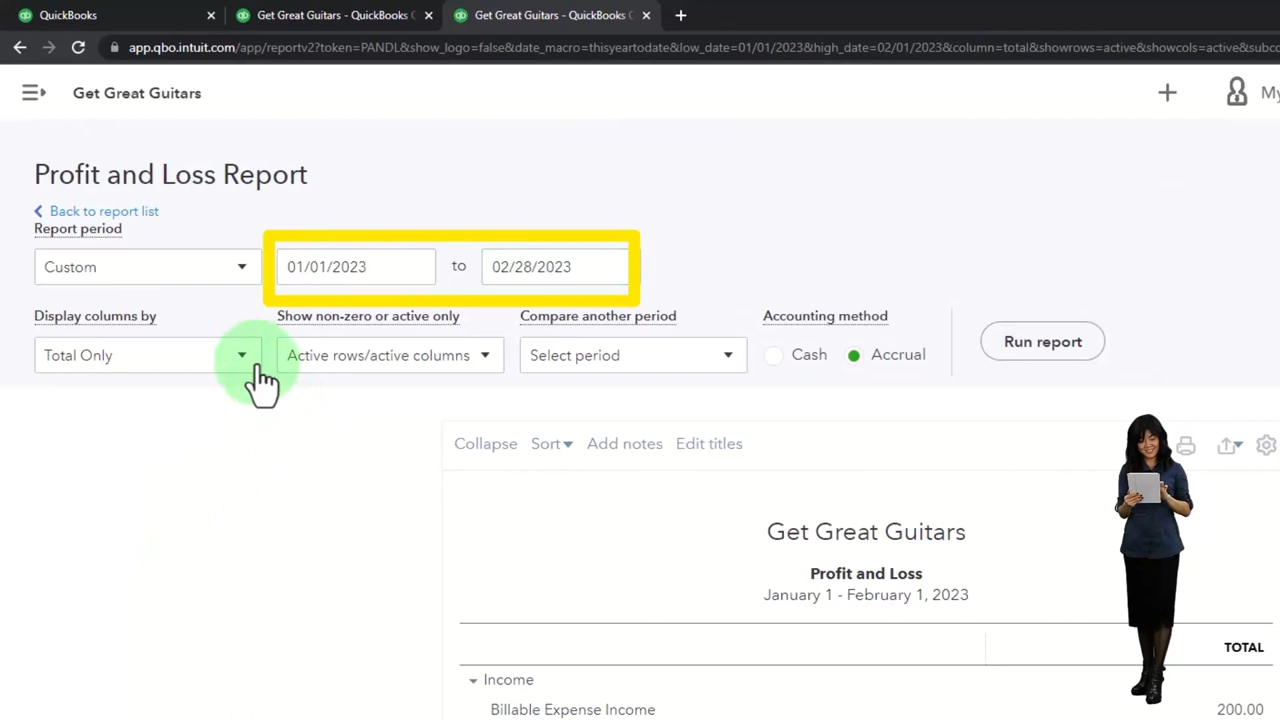 QuickBooks
Get Great Guitars - QuickBooks
Get Great Guitars - QuickBooks
app.qbo.intuit.com/app/reportv2?token=PANDL&show_logo=false&date_macro=thisyeartodate&low_date=01/01/2023&high_date=02/01/2023&column=total&showrows=active&showcols=active&subco
Get Great Guitars
My
Profit and Loss Report
Back to report list
Report period
Custom 01/01/2023 to 02/28/2023
Display columns by Show non-zero or active only Compare another period Accounting method
Total Only Active rows/active columns Select period Cash Accrual Run report
Collapse Sort Add notes Edit titles
Get Great Guitars
Profit and Loss
January 1 - February 1, 2023
TOTAL
Income
Billable Expense Income 200.00